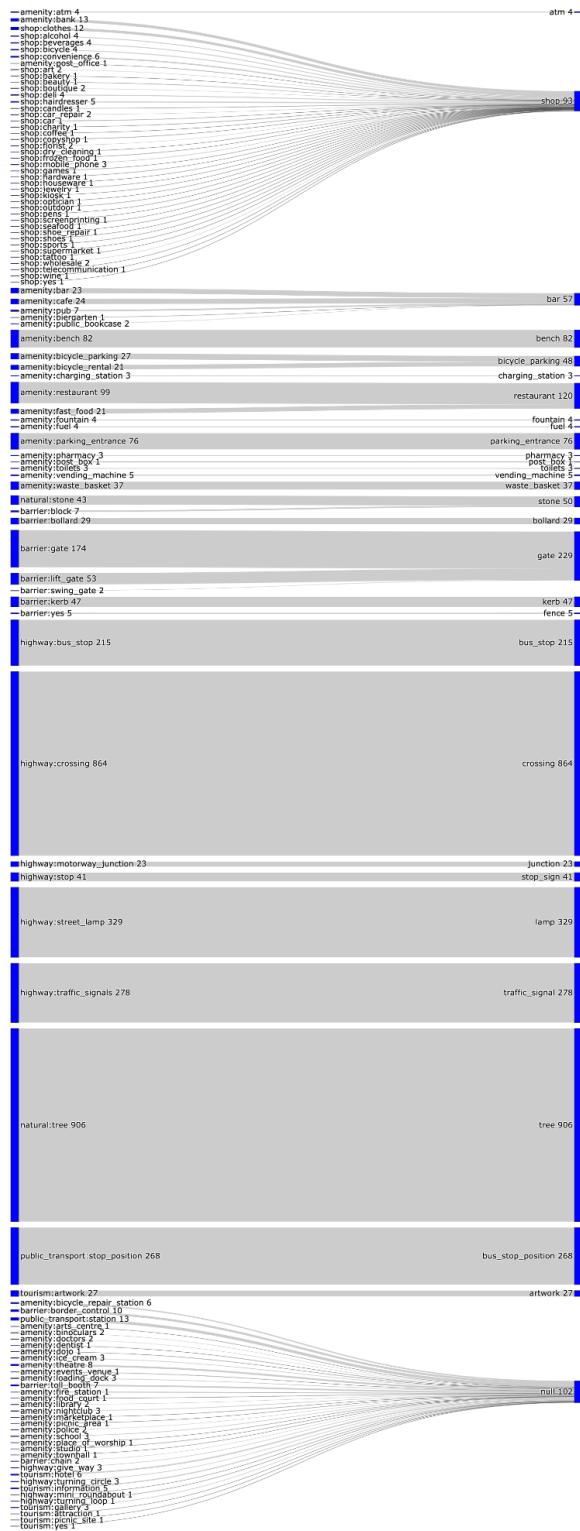 amenity:atm 4
atm 4
amenity:bank 13
shop:clothes 12
shop:alcohol 4
shop:beverages 4
shop:bicycle 4
shop:convenience 6
amenity:post_office 1
shop:art 2
shop:bakery 1
shop:beauty 1
shop:boutique 2
shop:deli 4
shop:hairdresser 5
shop 93
shop:candles 1
shop:car_repair 2
shop:car 1
shop:charity 1
shop:coffee 1
shop:copyshop 1
shop:florist 2
shop:dry_cleaning 1
shop:frozen_food 1
shop:mobile_phone 3
shop:games 1
shop:hardware 1
shop:houseware 1
shop:jewelry 1
shop:kiosk 1
shop:optician 1
shop:outdoor 1
shop:pens 1
shop:screenprinting 1
shop:seafood 1
shop:shoe_repair 1
shop:shoes 1
shop:sports 1
shop:supermarket 1
shop:tattoo 1
shop:wholesale 2
shop:telecommunication 1
shop:wine 1
shop:yes 1
amenity:bar 23
amenity:cafe 24
bar 57
amenity:pub 7
amenity:biergarten 1
amenity:public_bookcase 2
amenity:bench 82
bench 82
amenity:bicycle_parking 27
bicycle_parking 48
amenity:bicycle_rental 21
amenity:charging_station 3
charging_station 3
amenity:restaurant 99
restaurant 120
amenity:fast_food 21
amenity:fountain 4
fountain 4
amenity:fuel 4
fuel 4
amenity:parking_entrance 76
parking_entrance 76
amenity:pharmacy 3
pharmacy 3
amenity:post_box 1
post_box 1
amenity:toilets 3
toilets 3
amenity:vending_machine 5
vending_machine 5
amenity:waste_basket 37
waste_basket 37
natural:stone 43
stone 50
barrier:block 7
barrier:bollard 29
bollard 29
barrier:gate 174
gate 229
barrier:lift_gate 53
barrier:swing_gate 2
barrier:kerb 47
kerb 47
barrier:yes 5
fence 5
highway:bus_stop 215
bus_stop 215
highway:crossing 864
crossing 864
highway:motorway_junction 23
junction 23
highway:stop 41
stop_sign 41
highway:street_lamp 329
lamp 329
highway:traffic_signals 278
traffic_signal 278
natural:tree 906
tree 906
public_transport:stop_position 268
bus_stop_position 268
tourism:artwork 27
artwork 27
amenity:bicycle_repair_station 6
barrier:border_control 10
public_transport:station 13
amenity:arts_centre 1
amenity:binoculars 2
amenity:doctors 2
amenity:dentist 1
amenity:dojo 1
amenity:ice_cream 3
amenity:theatre 8
amenity:events_venue 1
amenity:loading_dock 3
barrier:toll_booth 7
amenity:fire_station 1
null 102
amenity:food_court 1
amenity:library 2
amenity:nightclub 3
amenity:marketplace 1
amenity:picnic_area 1
amenity:police 2
amenity:school 3
amenity:place_of_worship 1
amenity:studio 1
amenity:townhall 1
barrier:chain 2
highway:give_way 3
tourism:hotel 6
highway:turning_circle 3
tourism:information 5
highway:mini_roundabout 1
highway:turning_loop 1
tourism:gallery 3
tourism:attraction 1
tourism:picnic_site 1
tourism:yes 1